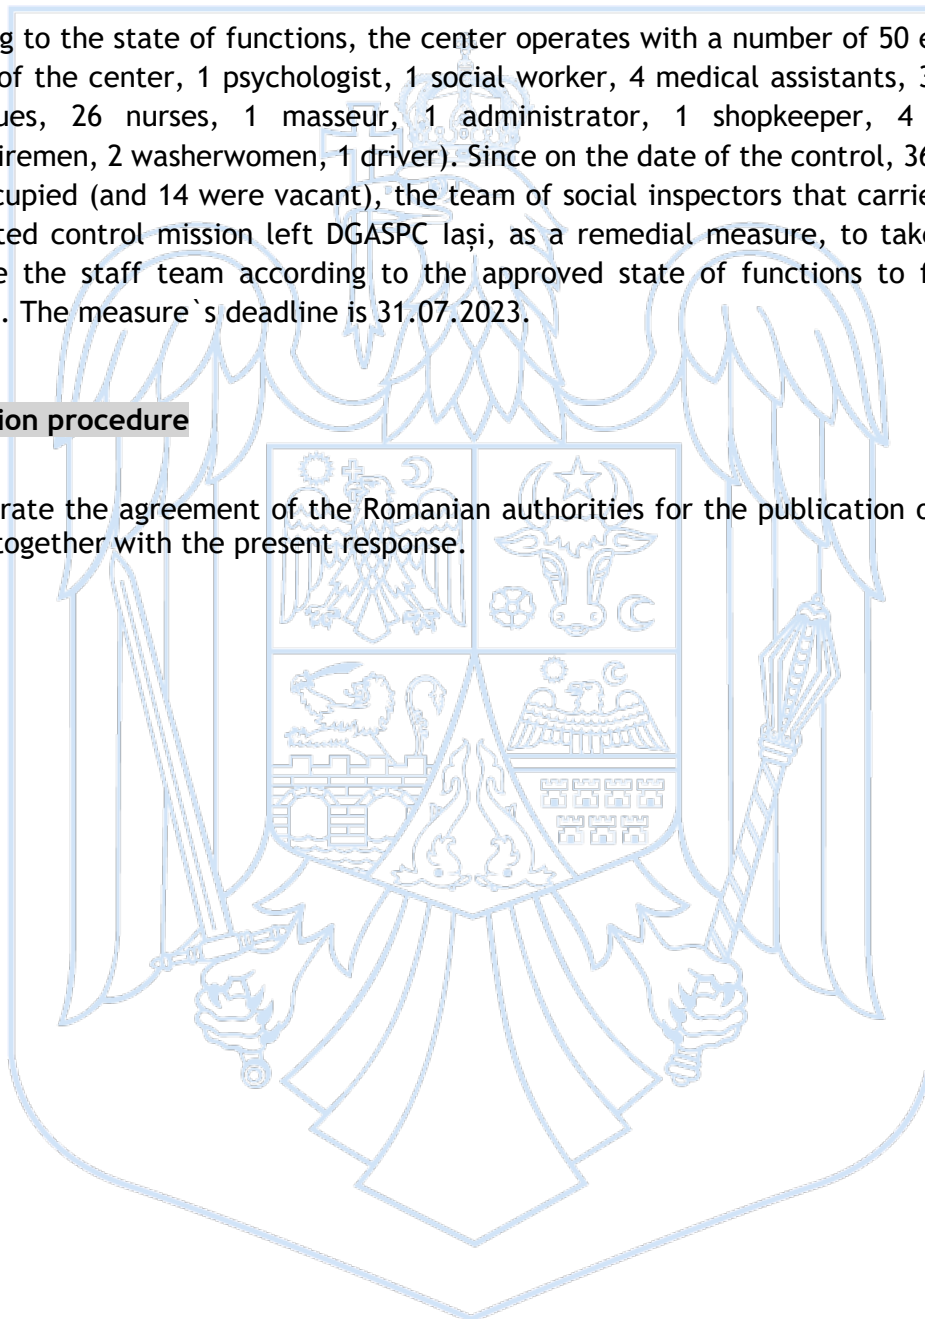 g to the state of functions, the center operates with a number of 50 e
of the center, 1 psychologist, 1 social worker, 4 medical assistants, 3
ues, 26 nurses, 1 masseur, 1 administrator, 1 shopkeeper, 4
iremen, 2 washerwomen, 1 driver). Since on the date of the control, 36
cupied (and 14 were vacant), the team of social inspectors that carrie
ted control mission left DGASPC Iași, as a remedial measure, to take
e the staff team according to the approved state of functions to f
. The measure`s deadline is 31.07.2023.
ion procedure
rate the agreement of the Romanian authorities for the publication o
together with the present response.